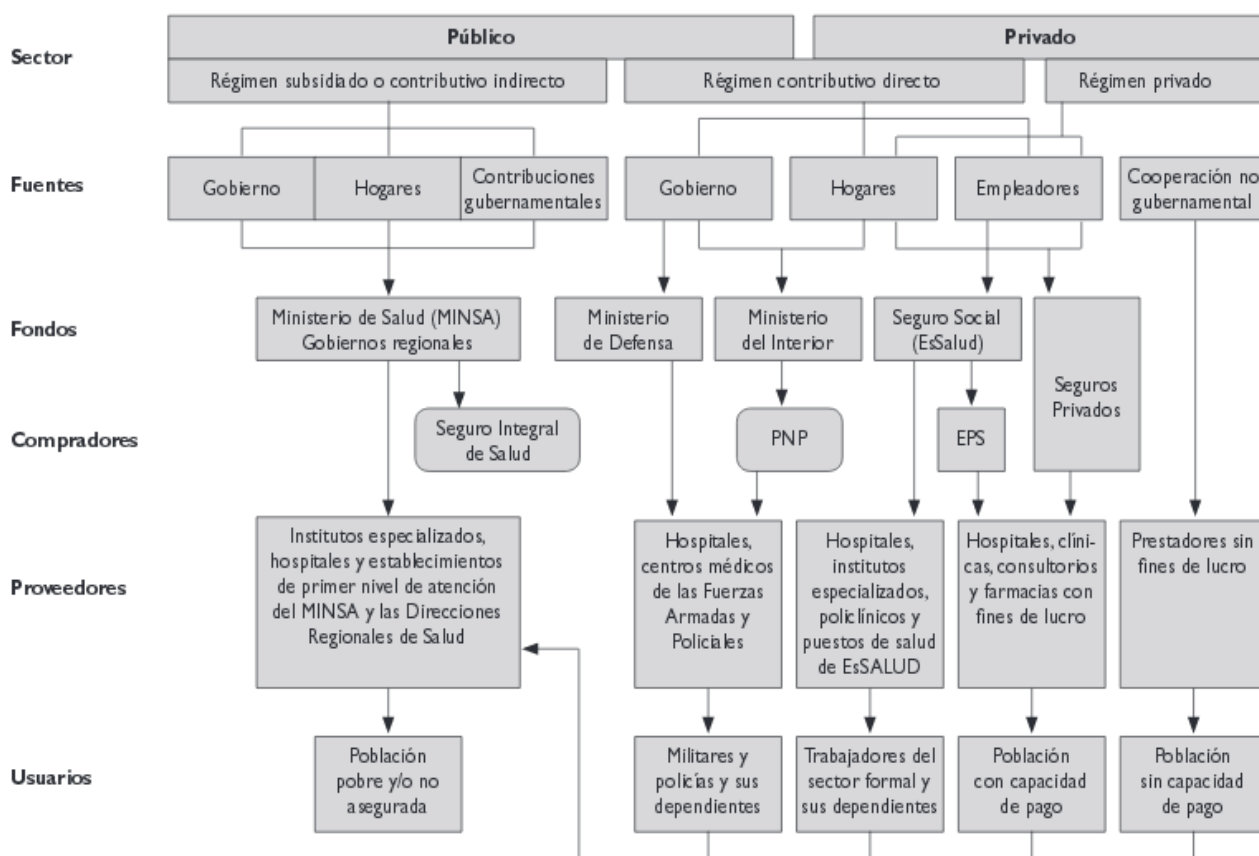 Sector
Público
Privado
Régimen subsidiado o contributivo indirecto
Régimen contributivo directo
Régimen privado
Fuentes
Gobierno
Hogares
Contribuciones
gubernamentales
Gobierno
Hogares
Empleadores
Cooperación no
gubernamental
Fondos
Ministerio de Salud (MINSA)
Gobiernos regionales
Ministerio
de Defensa
Ministerio
del Interior
Seguro Social
(EsSalud)
Seguros
Privados
Compradores
Seguro Integral
de Salud
PNP
EPS
Proveedores
Institutos especializados,
hospitales y establecimientos
de primer nivel de atención
del MINSA y las Direcciones
Regionales de Salud
Hospitales,
centros médicos
de las Fuerzas
Armadas y
Policiales
Hospitales,
institutos
especializados,
policlínicos y
puestos de salud
de EsSALUD
Hospitales, clíni-
cas, consultorios
y farmacias con
fines de lucro
Prestadores sin
fines de lucro
Usuarios
Población
pobre y/o no
asegurada
Militares y
policías y sus
dependientes
Trabajadores del
sector formal y
sus dependientes
Población
con capacidad
de pago
Población
sin capacidad
de pago